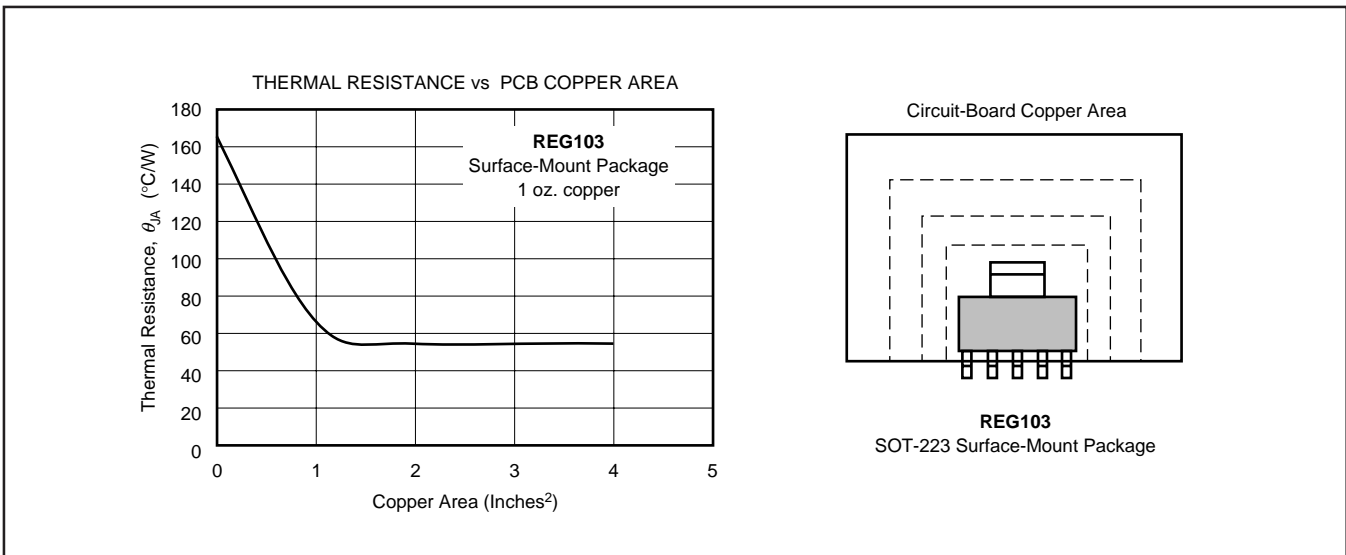 THERMAL RESISTANCE vs PCB COPPER AREA
180
160
140
120
100
80
60
40
20
0
Thermal Resistance, θJA (°C/W)
REG103
Surface-Mount Package
1 oz. copper
0 1 2 3 4 5
Copper Area (Inches²)
Circuit-Board Copper Area
REG103
SOT-223 Surface-Mount Package